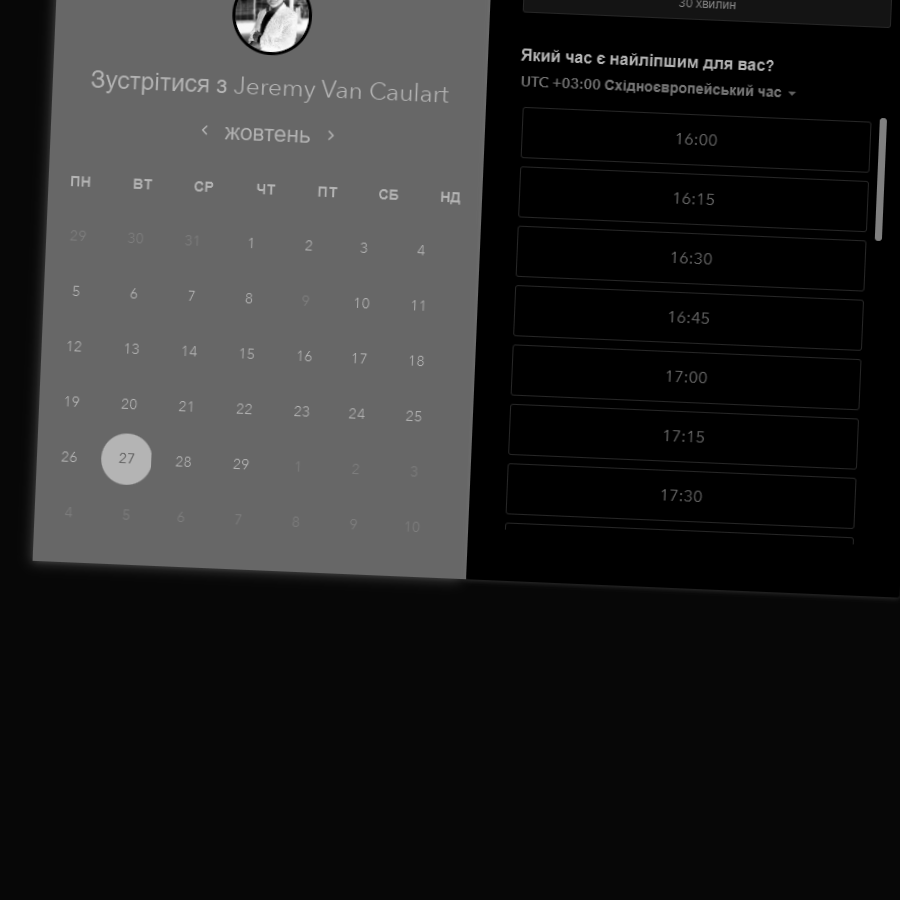 Зустрітися з Jeremy Van Caulart
‹ жовтень ›
ПН ВТ СР ЧТ ПТ СБ НД
29 30 31 1 2 3 4
5 6 7 8 9 10 11
12 13 14 15 16 17 18
19 20 21 22 23 24 25
26 27 28 29 1 2 3
4 5 6 7 8 9 10
30 хвилин
Який час є найліпшим для вас?
UTC +03:00 Східноєвропейський час
16:00
16:15
16:30
16:45
17:00
17:15
17:30